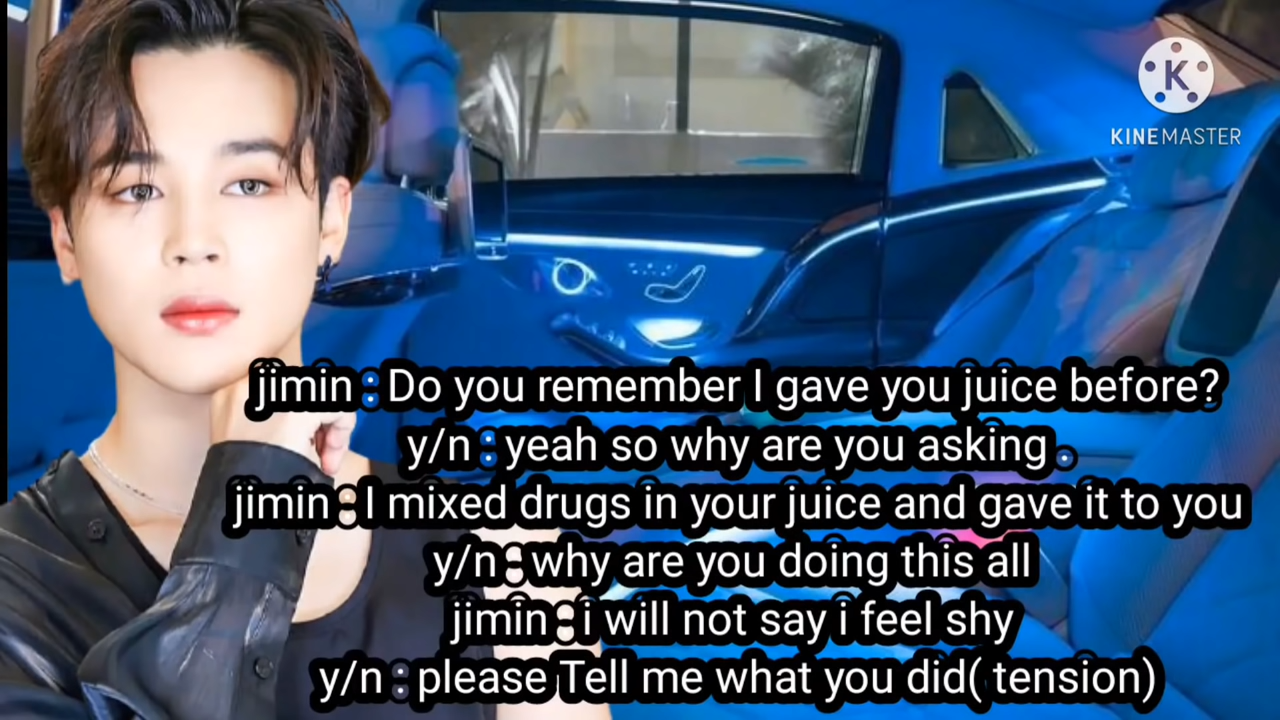 K
KINEMASTER
jimin : Do you remember I gave you juice before?
y/n : yeah so why are you asking .
jimin : I mixed drugs in your juice and gave it to you
y/n : why are you doing this all
jimin : i will not say i feel shy
y/n : please Tell me what you did( tension)